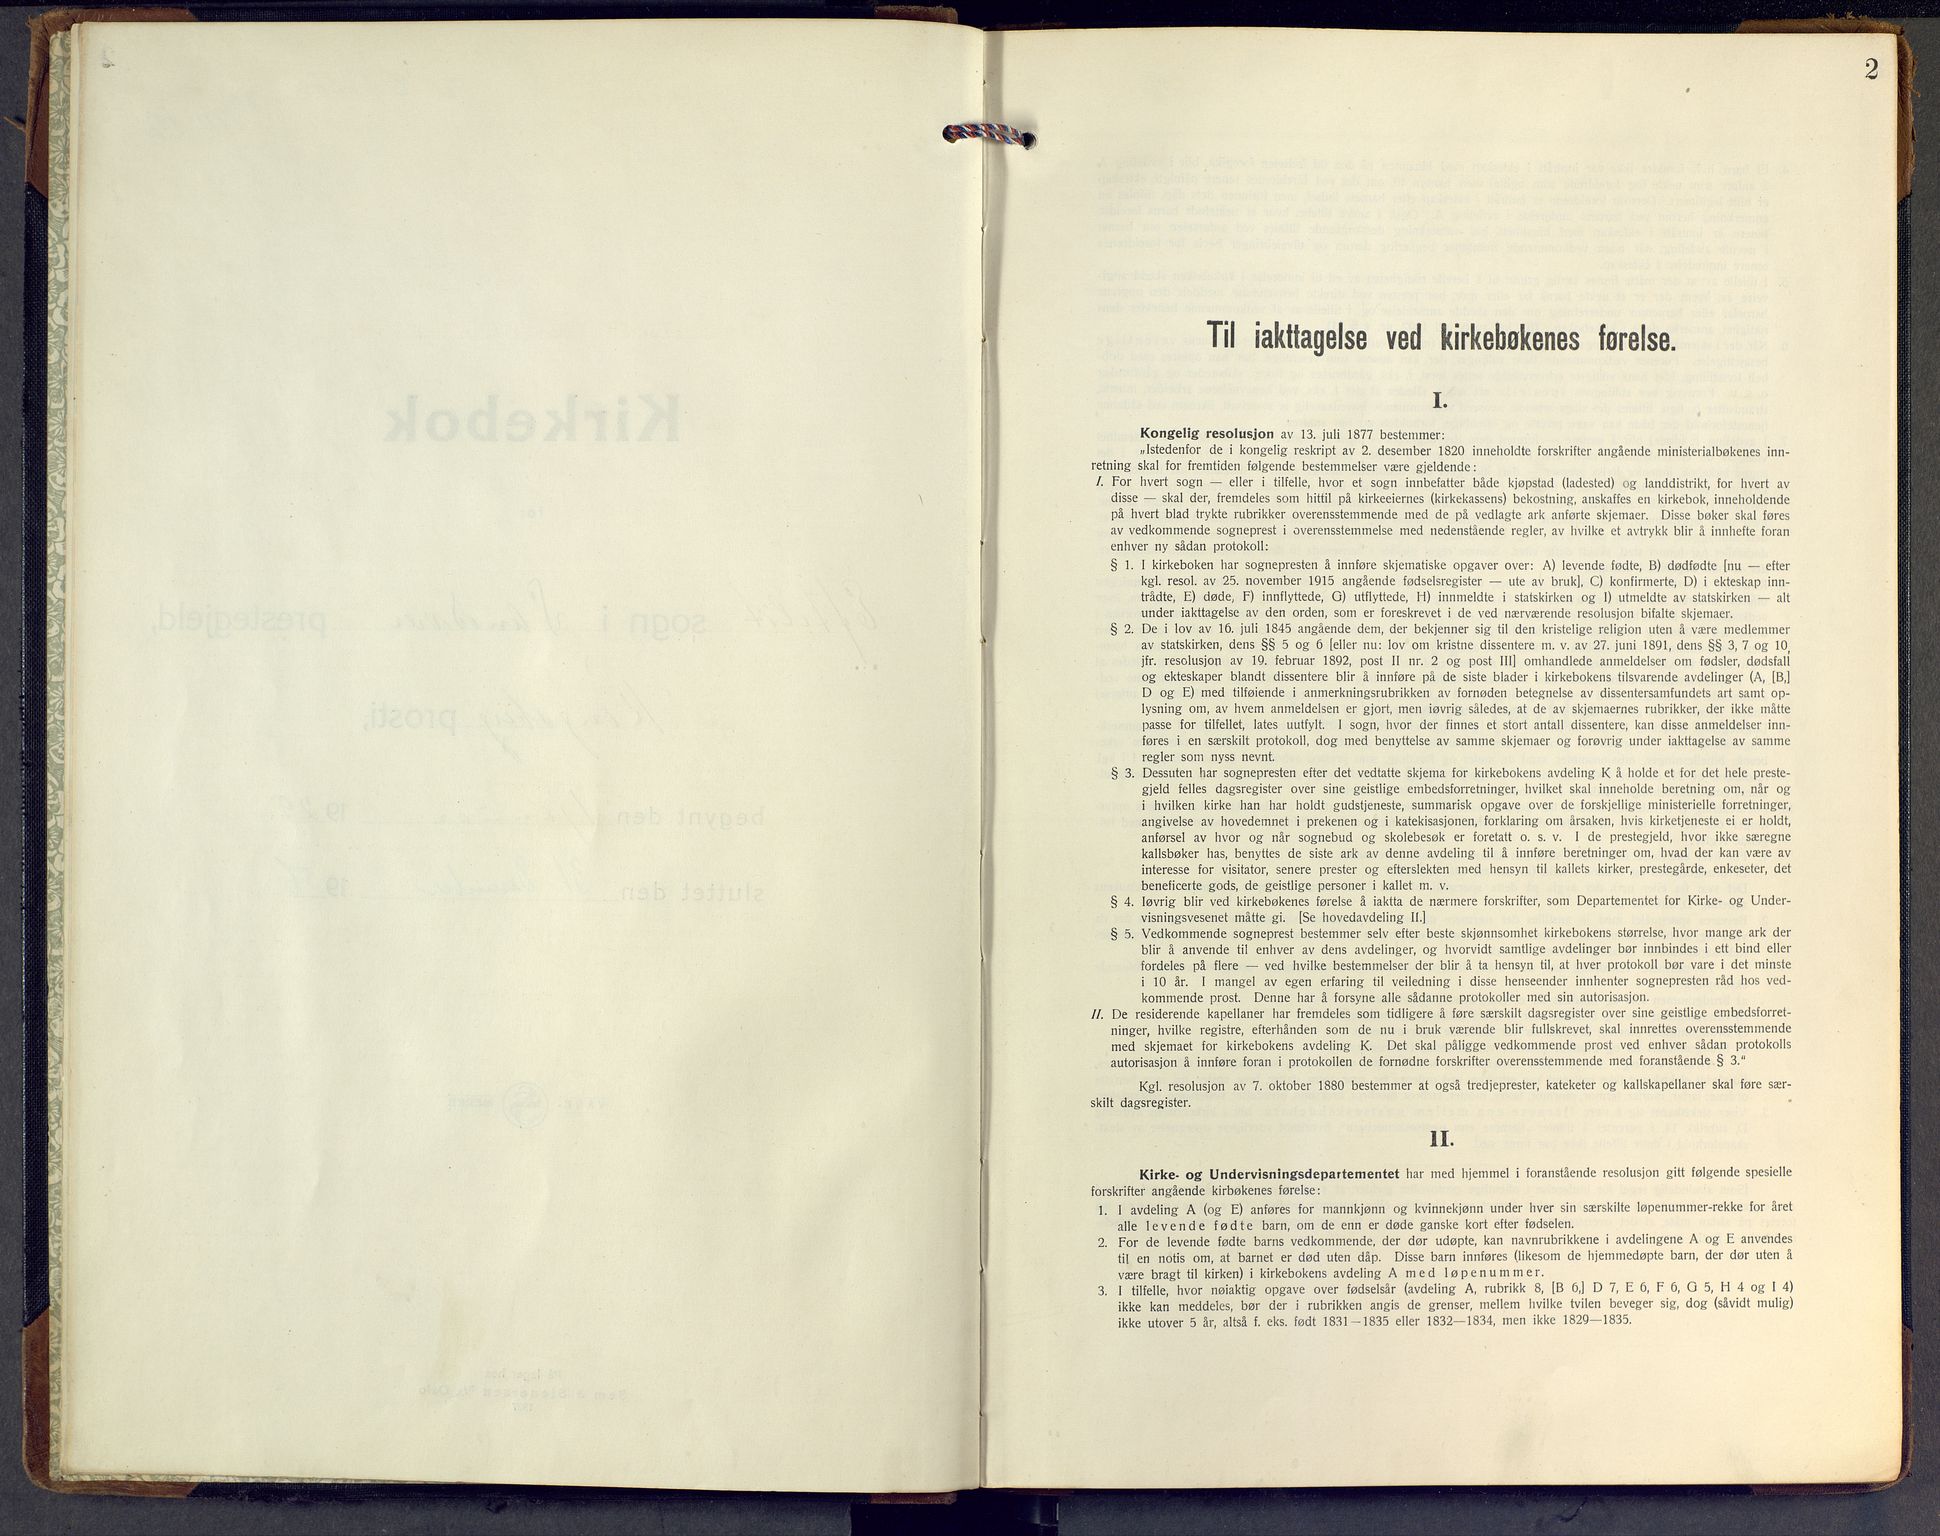 2
Til iakttagelse ved kirkebøkenes førelse.
I.
Kongelig resolusjon av 13. juli 1877 bestemmer:
„Istedenfor de i kongelig reskript av 2. desember 1820 inneholdte forskrifter angående ministerialbøkenes inn-
retning skal for fremtiden følgende bestemmelser være gjeldende:
I. For hvert sogn — eller i tilfelle, hvor et sogn innbefatter både kjøpstad (ladested) og landdistrikt, for hvert av
disse — skal der, fremdeles som hittil på kirkeeiernes (kirkekassens) bekostning, anskaffes en kirkebok, inneholdende
på hvert blad trykte rubrikker overensstemmende med de på vedlagte ark anførte skjemaer. Disse bøker skal føres
av vedkommende sogneprest i overensstemmelse med nedenstående regler, av hvilke et avtrykk blir å innhefte foran
enhver ny sådan protokoll:
§ 1. I kirkeboken har sognepresten å innføre skjematiske opgaver over: A) levende fødte, B) dødfødte [nu — efter
kgl. resol. av 25. november 1915 angående fødselsregister — ute av bruk], C) konfirmerte, D) i ekteskap inn-
trådte, E) døde, F) innflyttede, G) utflyttede, H) innmeldte i statskirken og I) utmeldte av statskirken — alt
under iakttagelse av den orden, som er foreskrevet i de ved nærværende resolusjon bifalte skjemaer.
§ 2. De i lov av 16. juli 1845 angående dem, der bekjenner sig til den kristelige religion uten å være medlemmer
av statskirken, dens §§ 5 og 6 [eller nu: lov om kristne dissentere m. v. av 27. juni 1891, dens §§ 3, 7 og 10,
jfr. resolusjon av 19. februar 1892, post II nr. 2 og post III] omhandlede anmeldelser om fødsler, dødsfall
og ekteskaper blandt dissentere blir å innføre på de siste blader i kirkebokens tilsvarende avdelinger (A, [B,]
D og E) med tilføiende i anmerkningsrubrikken av fornøden betegnelse av dissentersamfundets art samt op-
lysning om, av hvem anmeldelsen er gjort, men iøvrig således, at de av skjemaernes rubrikker, der ikke måtte
passe for tilfellet, lates uutfylt. I sogn, hvor der finnes et stort antall dissentere, kan disse anmeldelser inn-
føres i en særskilt protokoll, dog med benyttelse av samme skjemaer og forøvrig under iakttagelse av samme
regler som nyss nevnt.
§ 3. Dessuten har sognepresten efter det vedtatte skjema for kirkebokens avdeling K å holde et for det hele preste-
gjeld felles dagsregister over sine geistlige embedsforretninger, hvilket skal inneholde beretning om, når og
i hvilken kirke han har holdt gudstjeneste, summarisk opgave over de forskjellige ministerielle forretninger,
angivelse av hovedemnet i prekenen og i katekisasjonen, forklaring om årsaken, hvis kirketjeneste ei er holdt,
anførsel av hvor og når sognebud og skolebesøk er foretatt o. s. v. I de prestegjeld, hvor ikke særegne
kallsbøker has, benyttes de siste ark av denne avdeling til å innføre beretninger om, hvad der kan være av
interesse for visitator, senere prester og efterslekten med hensyn til kallets kirker, prestegårde, enkeseter, det
beneficerte gods, de geistlige personer i kallet m. v.
§ 4. Iøvrig blir ved kirkebøkenes førelse å iaktta de nærmere forskrifter, som Departementet for Kirke- og Under-
visningsvesenet måtte gi. [Se hovedavdeling II.]
§ 5. Vedkommende sogneprest bestemmer selv efter beste skjønnsomhet kirkebokens størrelse, hvor mange ark der
blir å anvende til enhver av dens avdelinger, og hvorvidt samtlige avdelinger bør innbindes i ett bind eller
fordeles på flere — ved hvilke bestemmelser der blir å ta hensyn til, at hver protokoll bør vare i det minste
i 10 år. I mangel av egen erfaring til veiledning i disse henseender innhenter sognepresten råd hos ved-
kommende prost. Denne har å forsyne alle sådanne protokoller med sin autorisasjon.
II. De residerende kapellaner har fremdeles som tidligere å føre særskilt dagsregister over sine geistlige embedsforret-
ninger, hvilke registre, efterhånden som de nu i bruk værende blir fullskrevet, skal innrettes overensstemmende
med skjemaet for kirkebokens avdeling K. Det skal påligge vedkommende prost ved enhver sådan protokolls
autorisasjon å innføre foran i protokollen de fornødne forskrifter overensstemmende med foranstående § 3.“
Kgl. resolusjon av 7. oktober 1880 bestemmer at også tredjeprester, kateketer og kallskapellaner skal føre sær-
skilt dagsregister.
II.
Kirke- og Undervisningsdepartementet har med hjemmel i foranstående resolusjon gitt følgende spesielle
forskrifter angående kirbøkenes førelse:
1. I avdeling A (og E) anføres for mannkjønn og kvinnekjønn under hver sin særskilte løpenummer-rekke for året
alle levende fødte barn, om de enn er døde ganske kort efter fødselen.
2. For de levende fødte barns vedkommende, der dør udøpte, kan navnrubrikkene i avdelingene A og E anvendes
til en notis om, at barnet er død uten dåp. Disse barn innføres (likesom de hjemmedøpte barn, der dør uten å
være bragt til kirken) i kirkebokens avdeling A med løpenummer.
3. I tilfelle, hvor nøiaktig opgave over fødselsår (avdeling A, rubrikk 8, [B 6,] D 7, E 6, F 6, G 5, H 4 og I 4)
ikke kan meddeles, bør der i rubrikken angis de grenser, mellem hvilke tvilen beveger sig, dog (såvidt mulig)
ikke utover 5 år, altså f. eks. født 1831—1835 eller 1832—1834, men ikke 1829—1835.